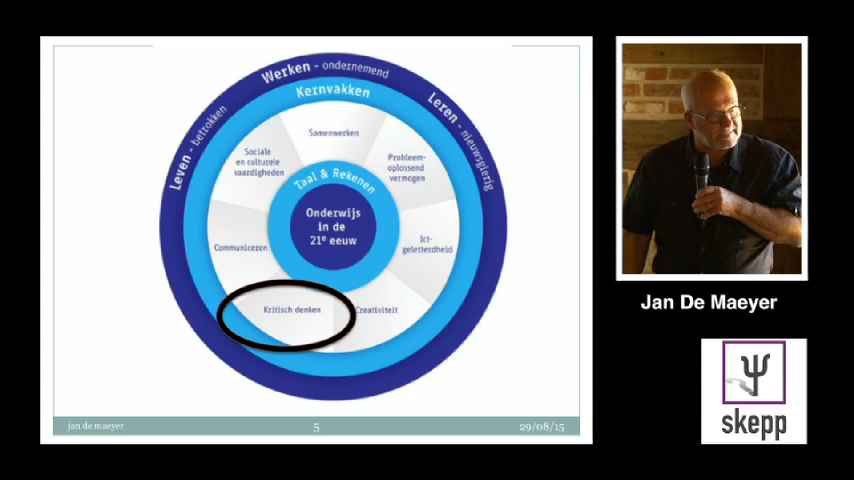 Werken - ondernemend
Kernvakken
Leren - nieuwsgierig
Leven - betrokken
Samenwerken
Sociale
en culturele
vaardigheden
Probleem-
oplossend
vermogen
Taal & Rekenen
Onderwijs
in de
21e eeuw
Communiceren
Ict-
geletterdheid
Kritisch denken
Creativiteit
jan de maeyer
5
29/08/15
Jan De Maeyer
skepp